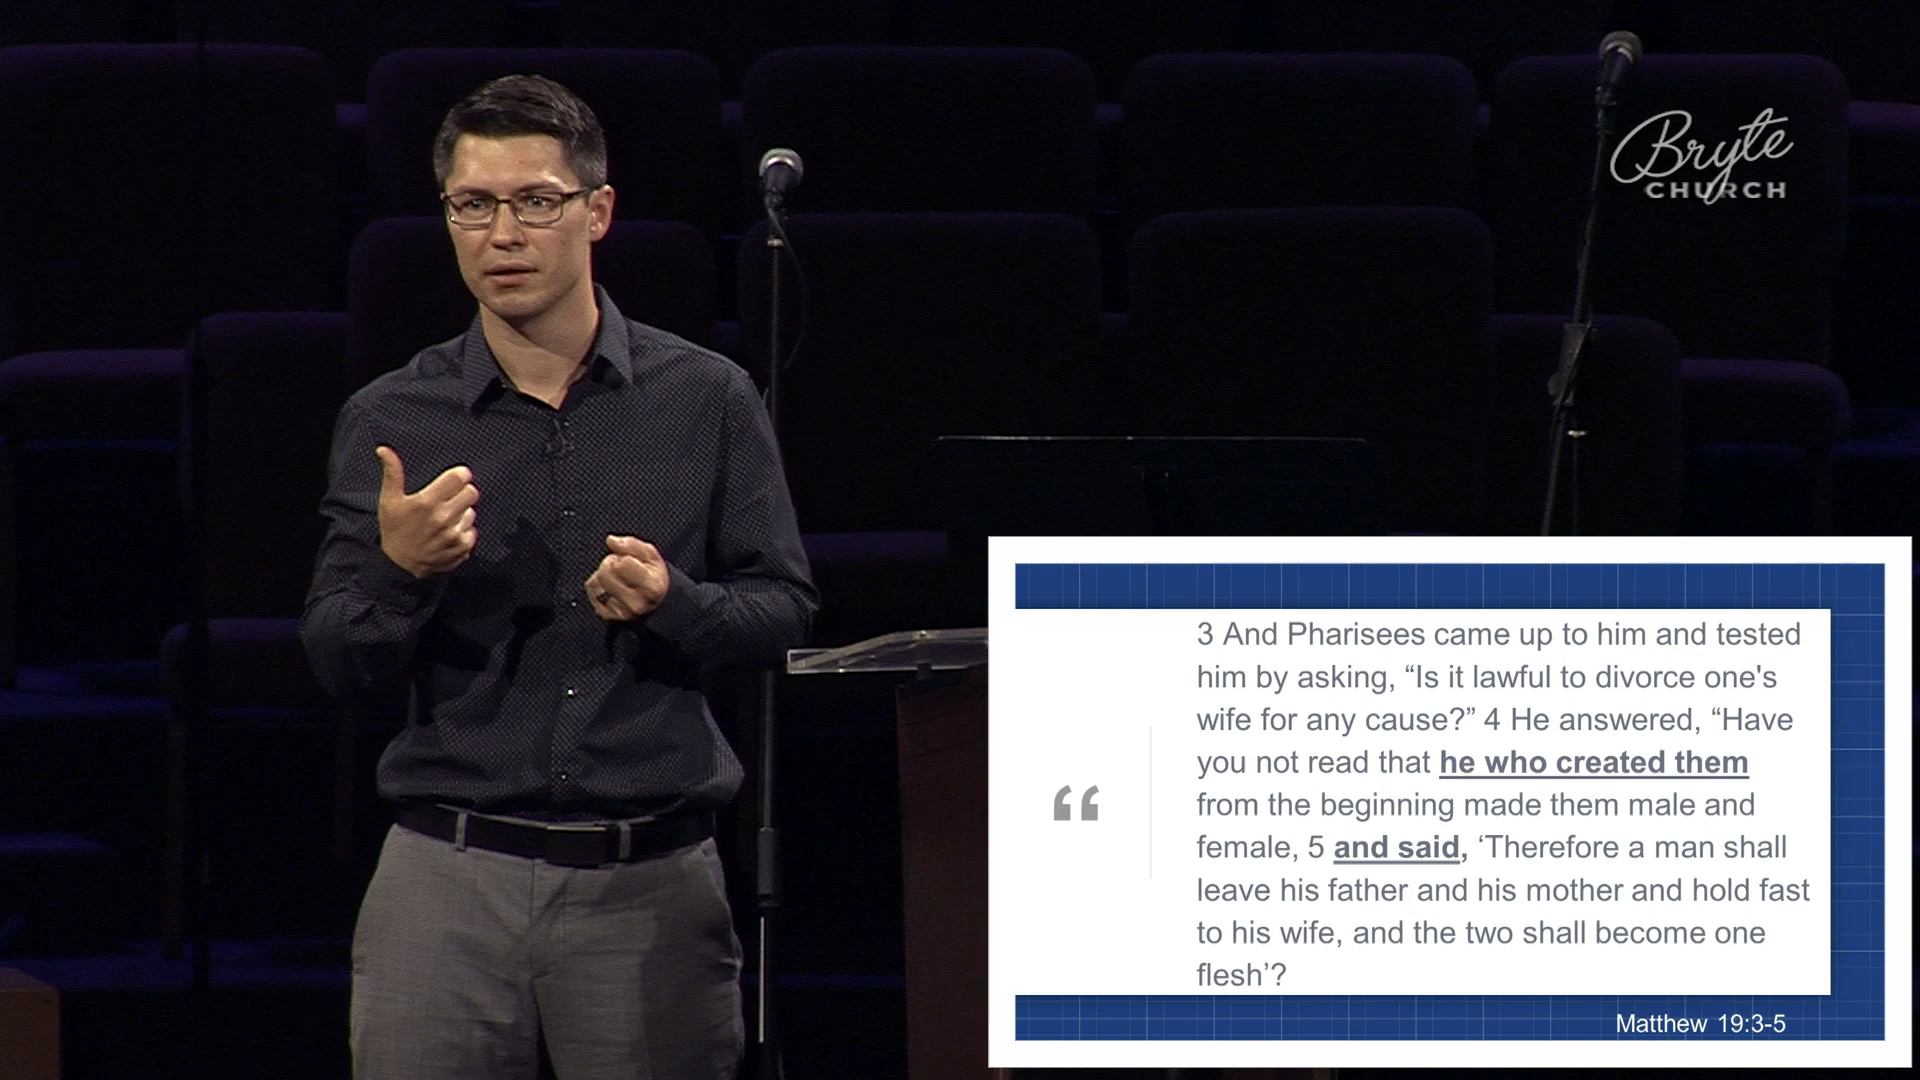 Bryte
CHURCH
3 And Pharisees came up to him and tested
him by asking, “Is it lawful to divorce one's
wife for any cause?” 4 He answered, “Have
you not read that he who created them
from the beginning made them male and
female, 5 and said, ‘Therefore a man shall
leave his father and his mother and hold fast
to his wife, and the two shall become one
flesh’?
“
Matthew 19:3-5